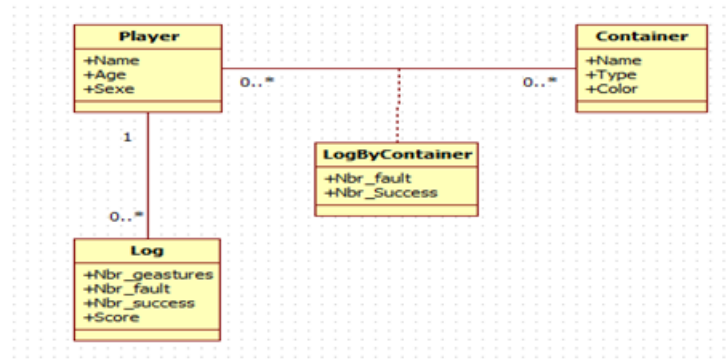 Player
+Name
+Age
+Sexe
0..*
0..*
Container
+Name
+Type
+Color
1
LogByContainer
+Nbr_fault
+Nbr_Success
0..*
Log
+Nbr_geastures
+Nbr_fault
+Nbr_success
+Score